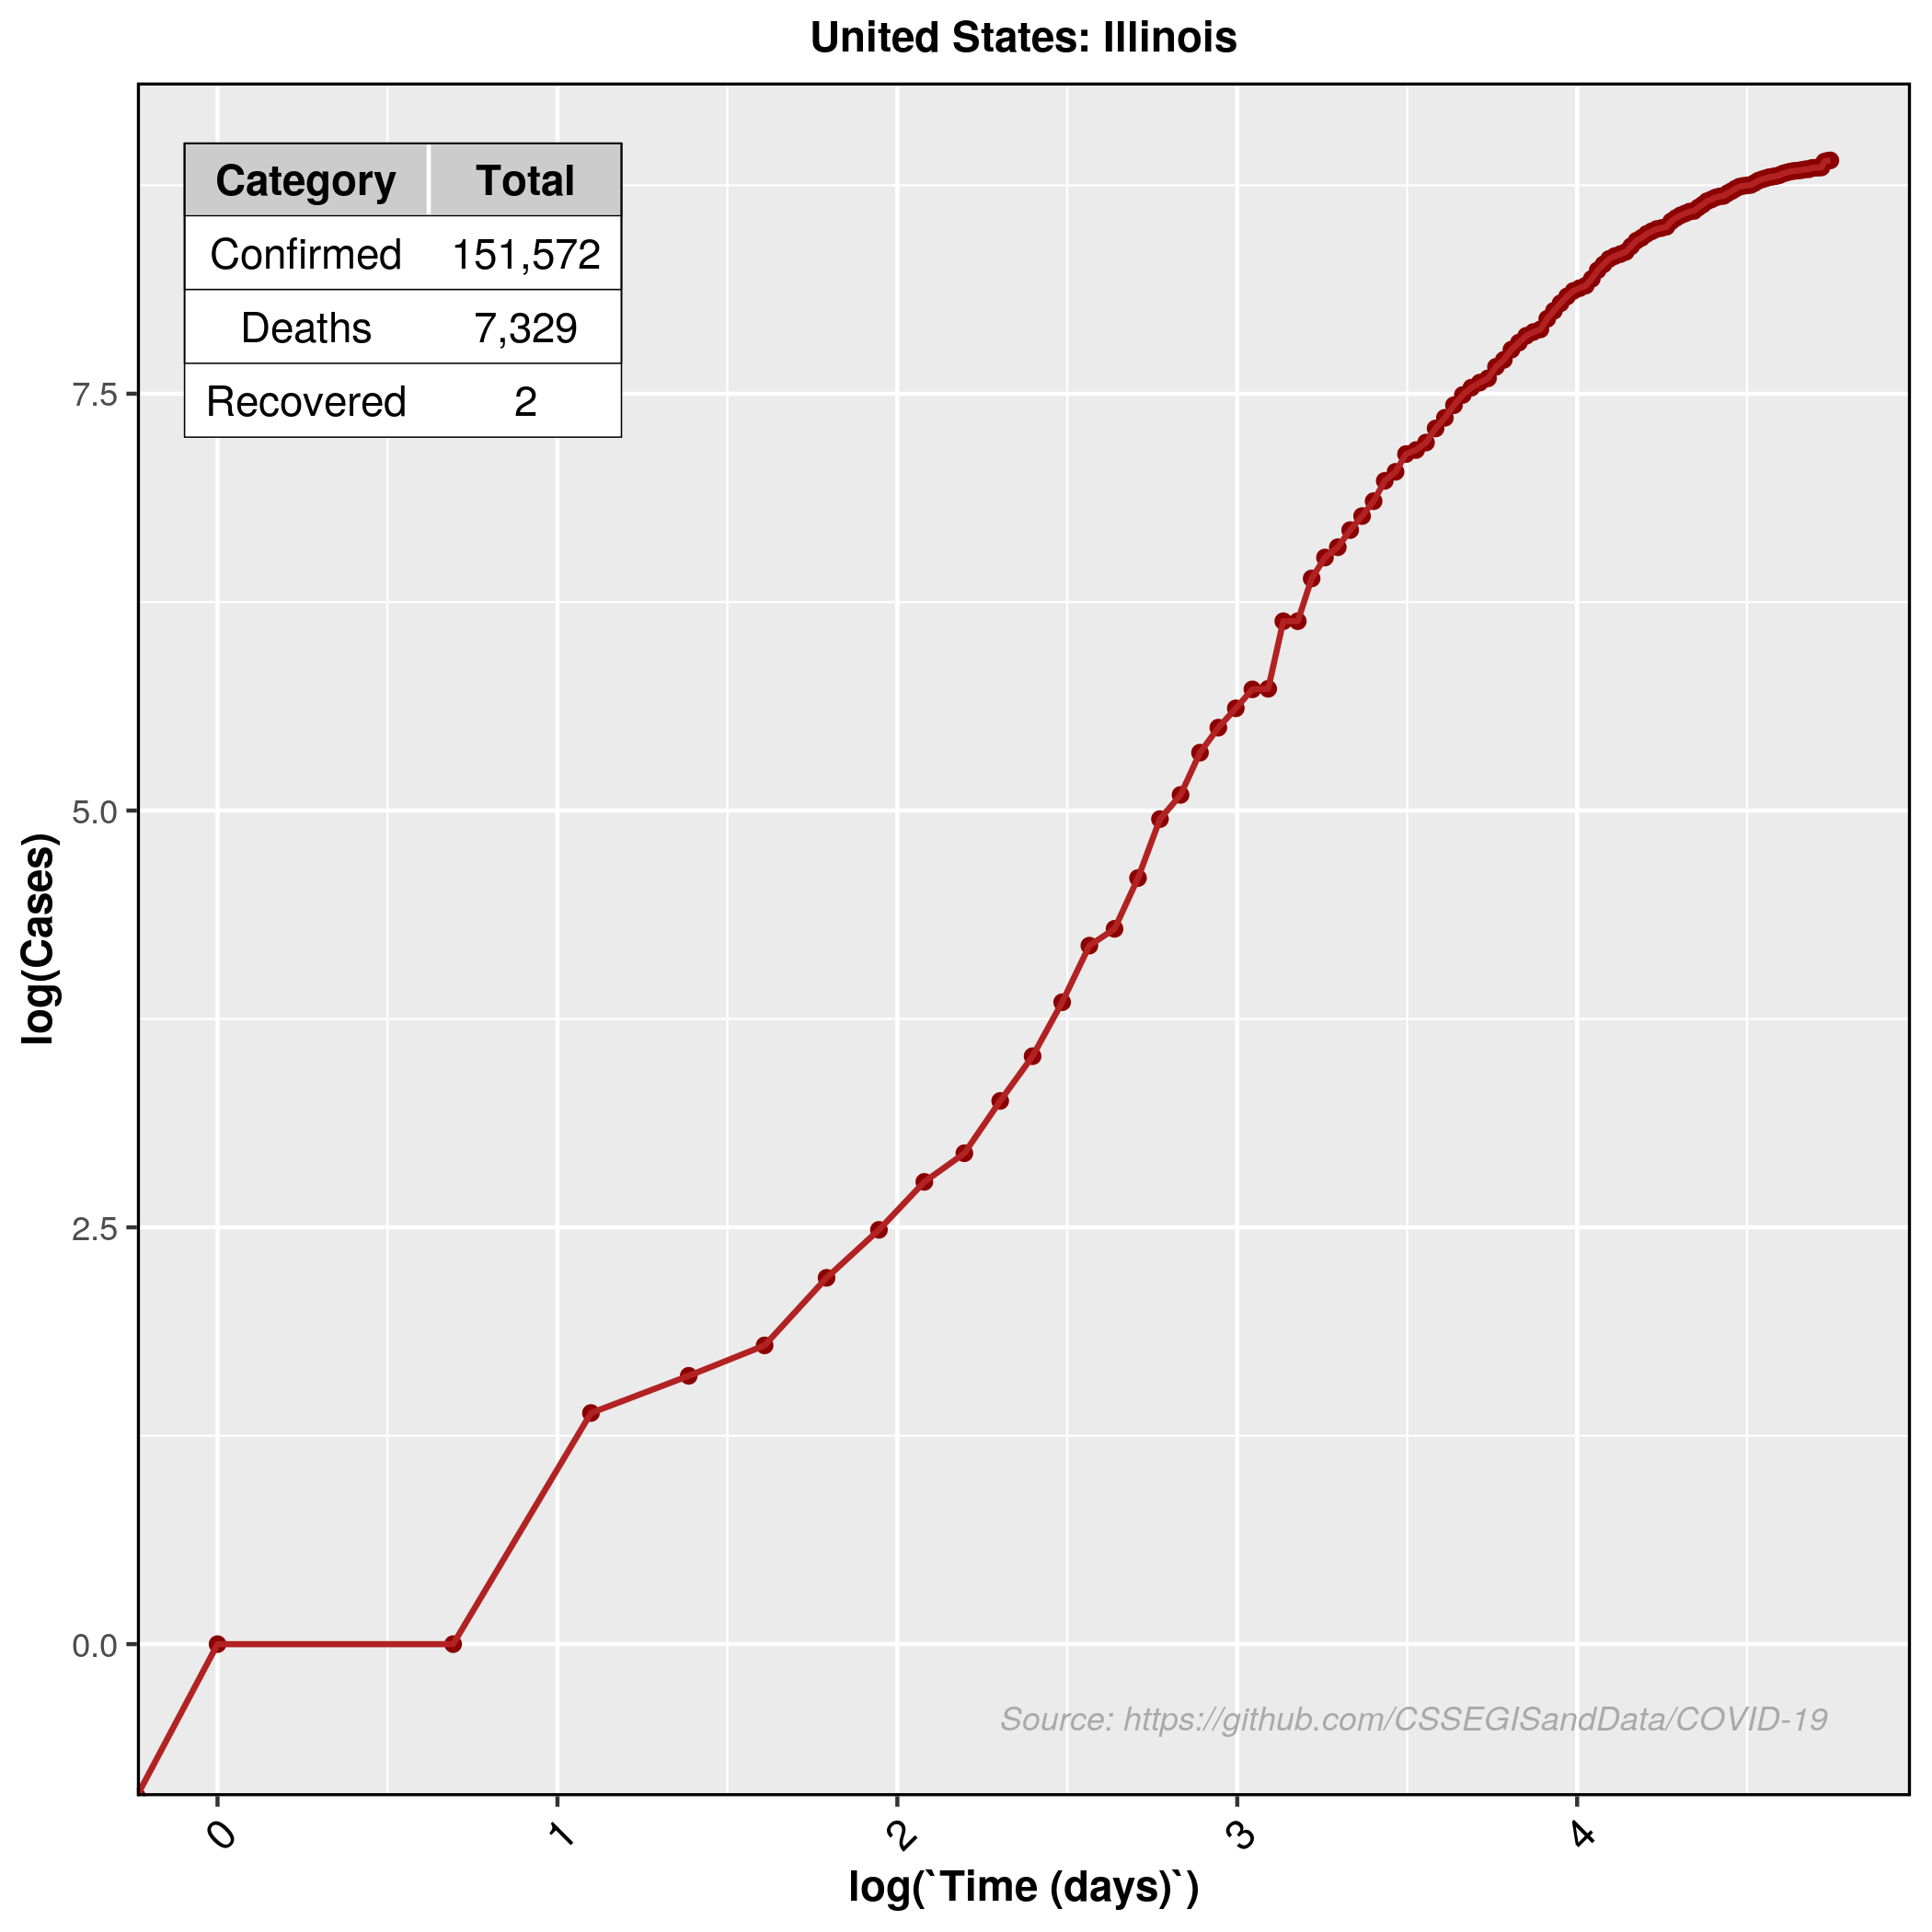 United States: Illinois
Category Total
Confirmed 151,572
Deaths 7,329
Recovered 2
7.5
5.0
2.5
0.0
log(Cases)
Source: https://github.com/CSSEGISandData/COVID-19
0 1 2 3 4
log(`Time (days)`)